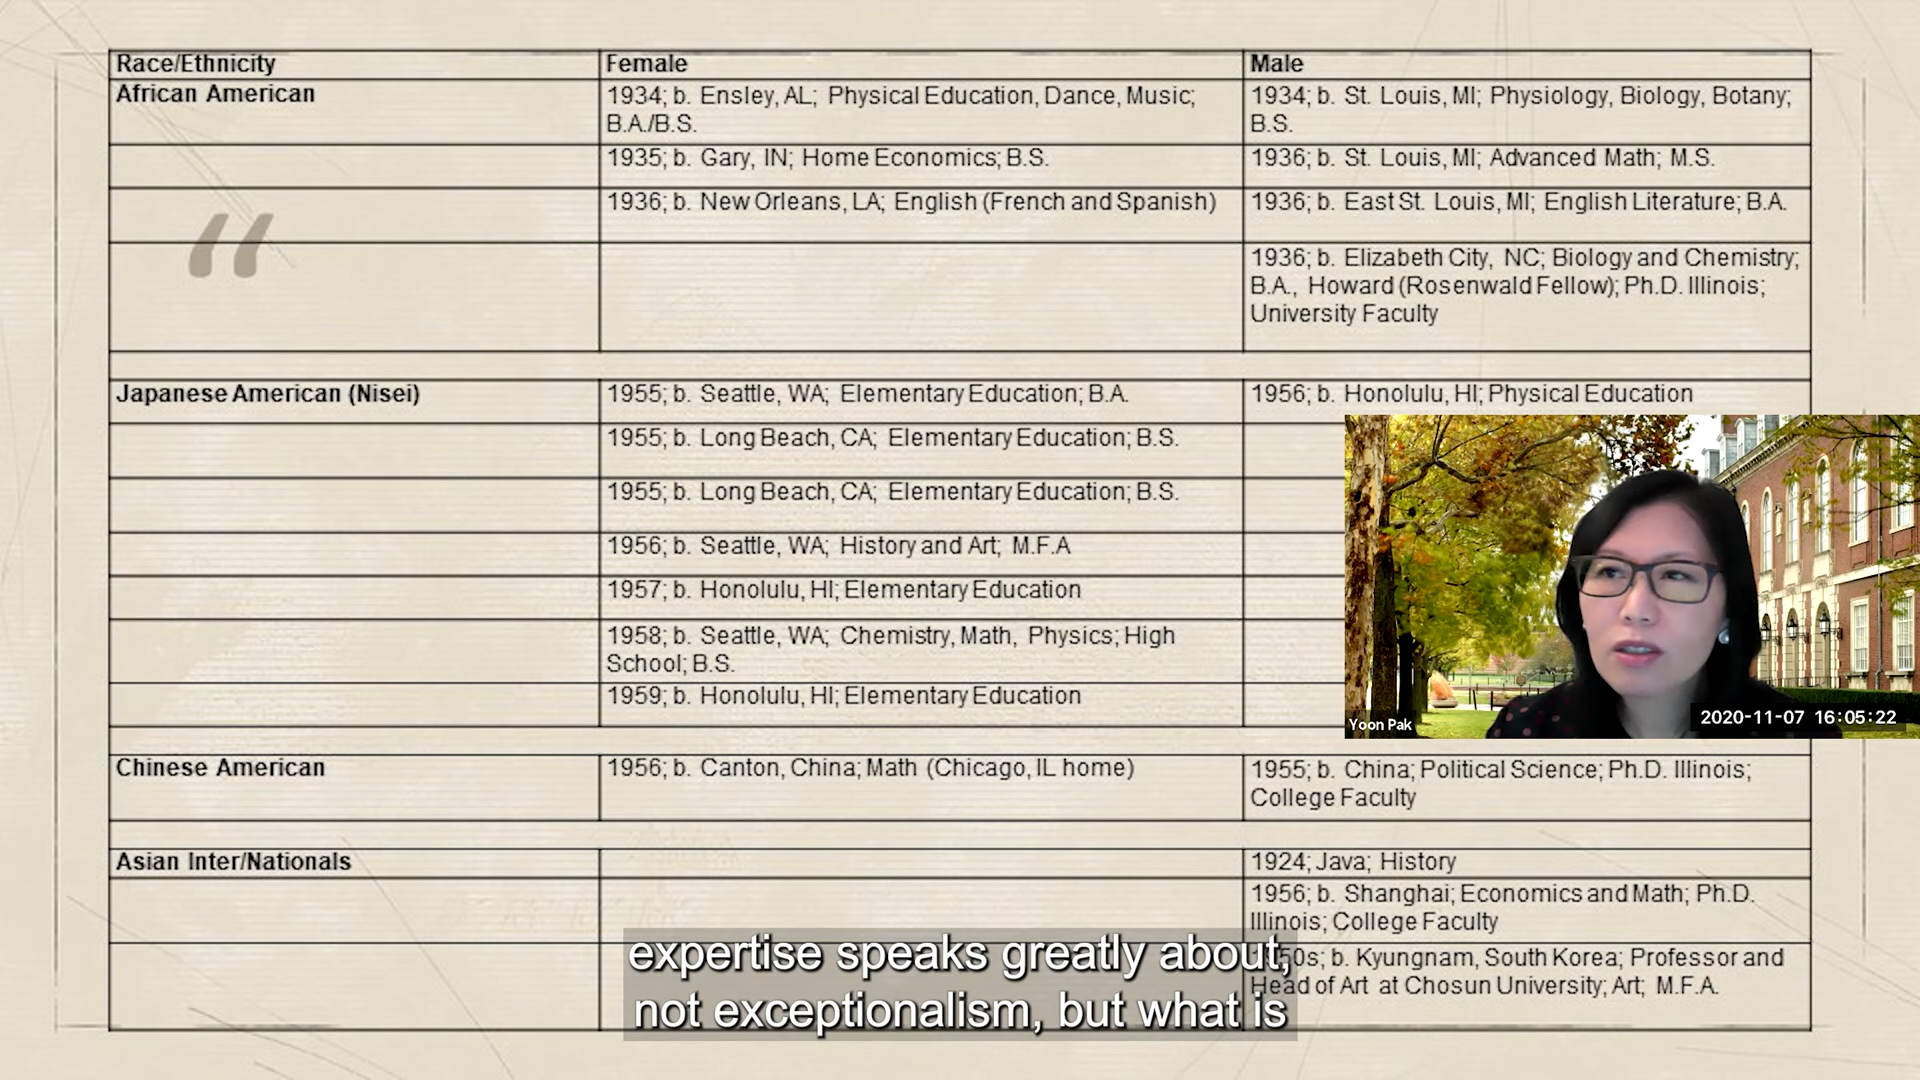 Race/Ethnicity Female Male
African American 1934; b. Ensley, AL; Physical Education, Dance, Music; 1934; b. St. Louis, MI; Physiology, Biology, Botany;
B.A./B.S. B.S.
1935; b. Gary, IN; Home Economics; B.S. 1936; b. St. Louis, MI; Advanced Math; M.S.
1936; b. New Orleans, LA; English (French and Spanish) 1936; b. East St. Louis, MI; English Literature; B.A.
“
1936; b. Elizabeth City, NC; Biology and Chemistry;
B.A., Howard (Rosenwald Fellow); Ph.D. Illinois;
University Faculty
Japanese American (Nisei) 1955; b. Seattle, WA; Elementary Education; B.A. 1956; b. Honolulu, HI; Physical Education
1955; b. Long Beach, CA; Elementary Education; B.S.
1955; b. Long Beach, CA; Elementary Education; B.S.
1956; b. Seattle, WA; History and Art; M.F.A
1957; b. Honolulu, HI; Elementary Education
1958; b. Seattle, WA; Chemistry, Math, Physics; High
School; B.S.
1959; b. Honolulu, HI; Elementary Education
Yoon Pak 2020-11-07 16:05:22
Chinese American 1956; b. Canton, China; Math (Chicago, IL home) 1955; b. China; Political Science; Ph.D. Illinois;
College Faculty
Asian Inter/Nationals 1924; Java; History
1956; b. Shanghai; Economics and Math; Ph.D.
Illinois; College Faculty
b. Kyungnam, South Korea; Professor and
Head of Art at Chosun University; Art; M.F.A.
expertise speaks greatly about,
not exceptionalism, but what is